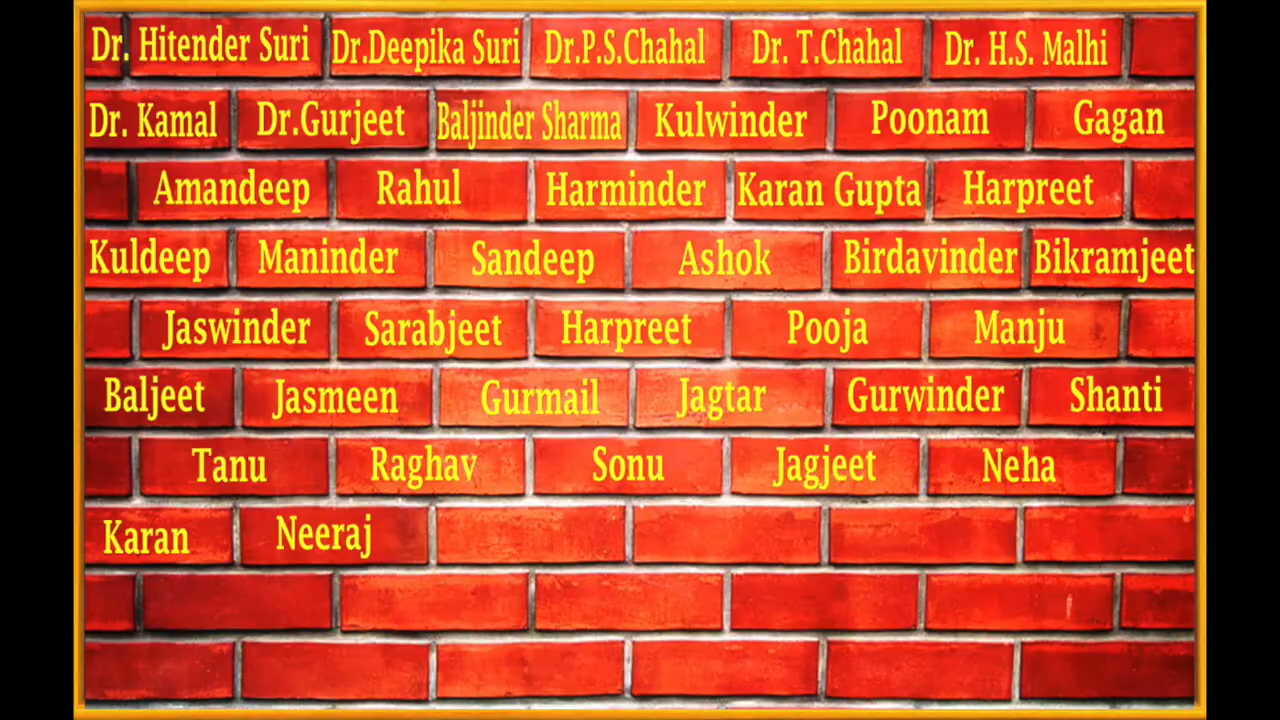 Dr. Hitender Suri Dr.Deepika Suri Dr.P.S.Chahal Dr. T.Chahal Dr. H.S. Malhi
Dr. Kamal Dr.Gurjeet Baljinder Sharma Kulwinder Poonam Gagan
Amandeep Rahul Harminder Karan Gupta Harpreet
Kuldeep Maninder Sandeep Ashok Birdavinder Bikramjeet
Jaswinder Sarabjeet Harpreet Pooja Manju
Baljeet Jasmeen Gurmail Jagtar Gurwinder Shanti
Tanu Raghav Sonu Jagjeet Neha
Karan Neeraj